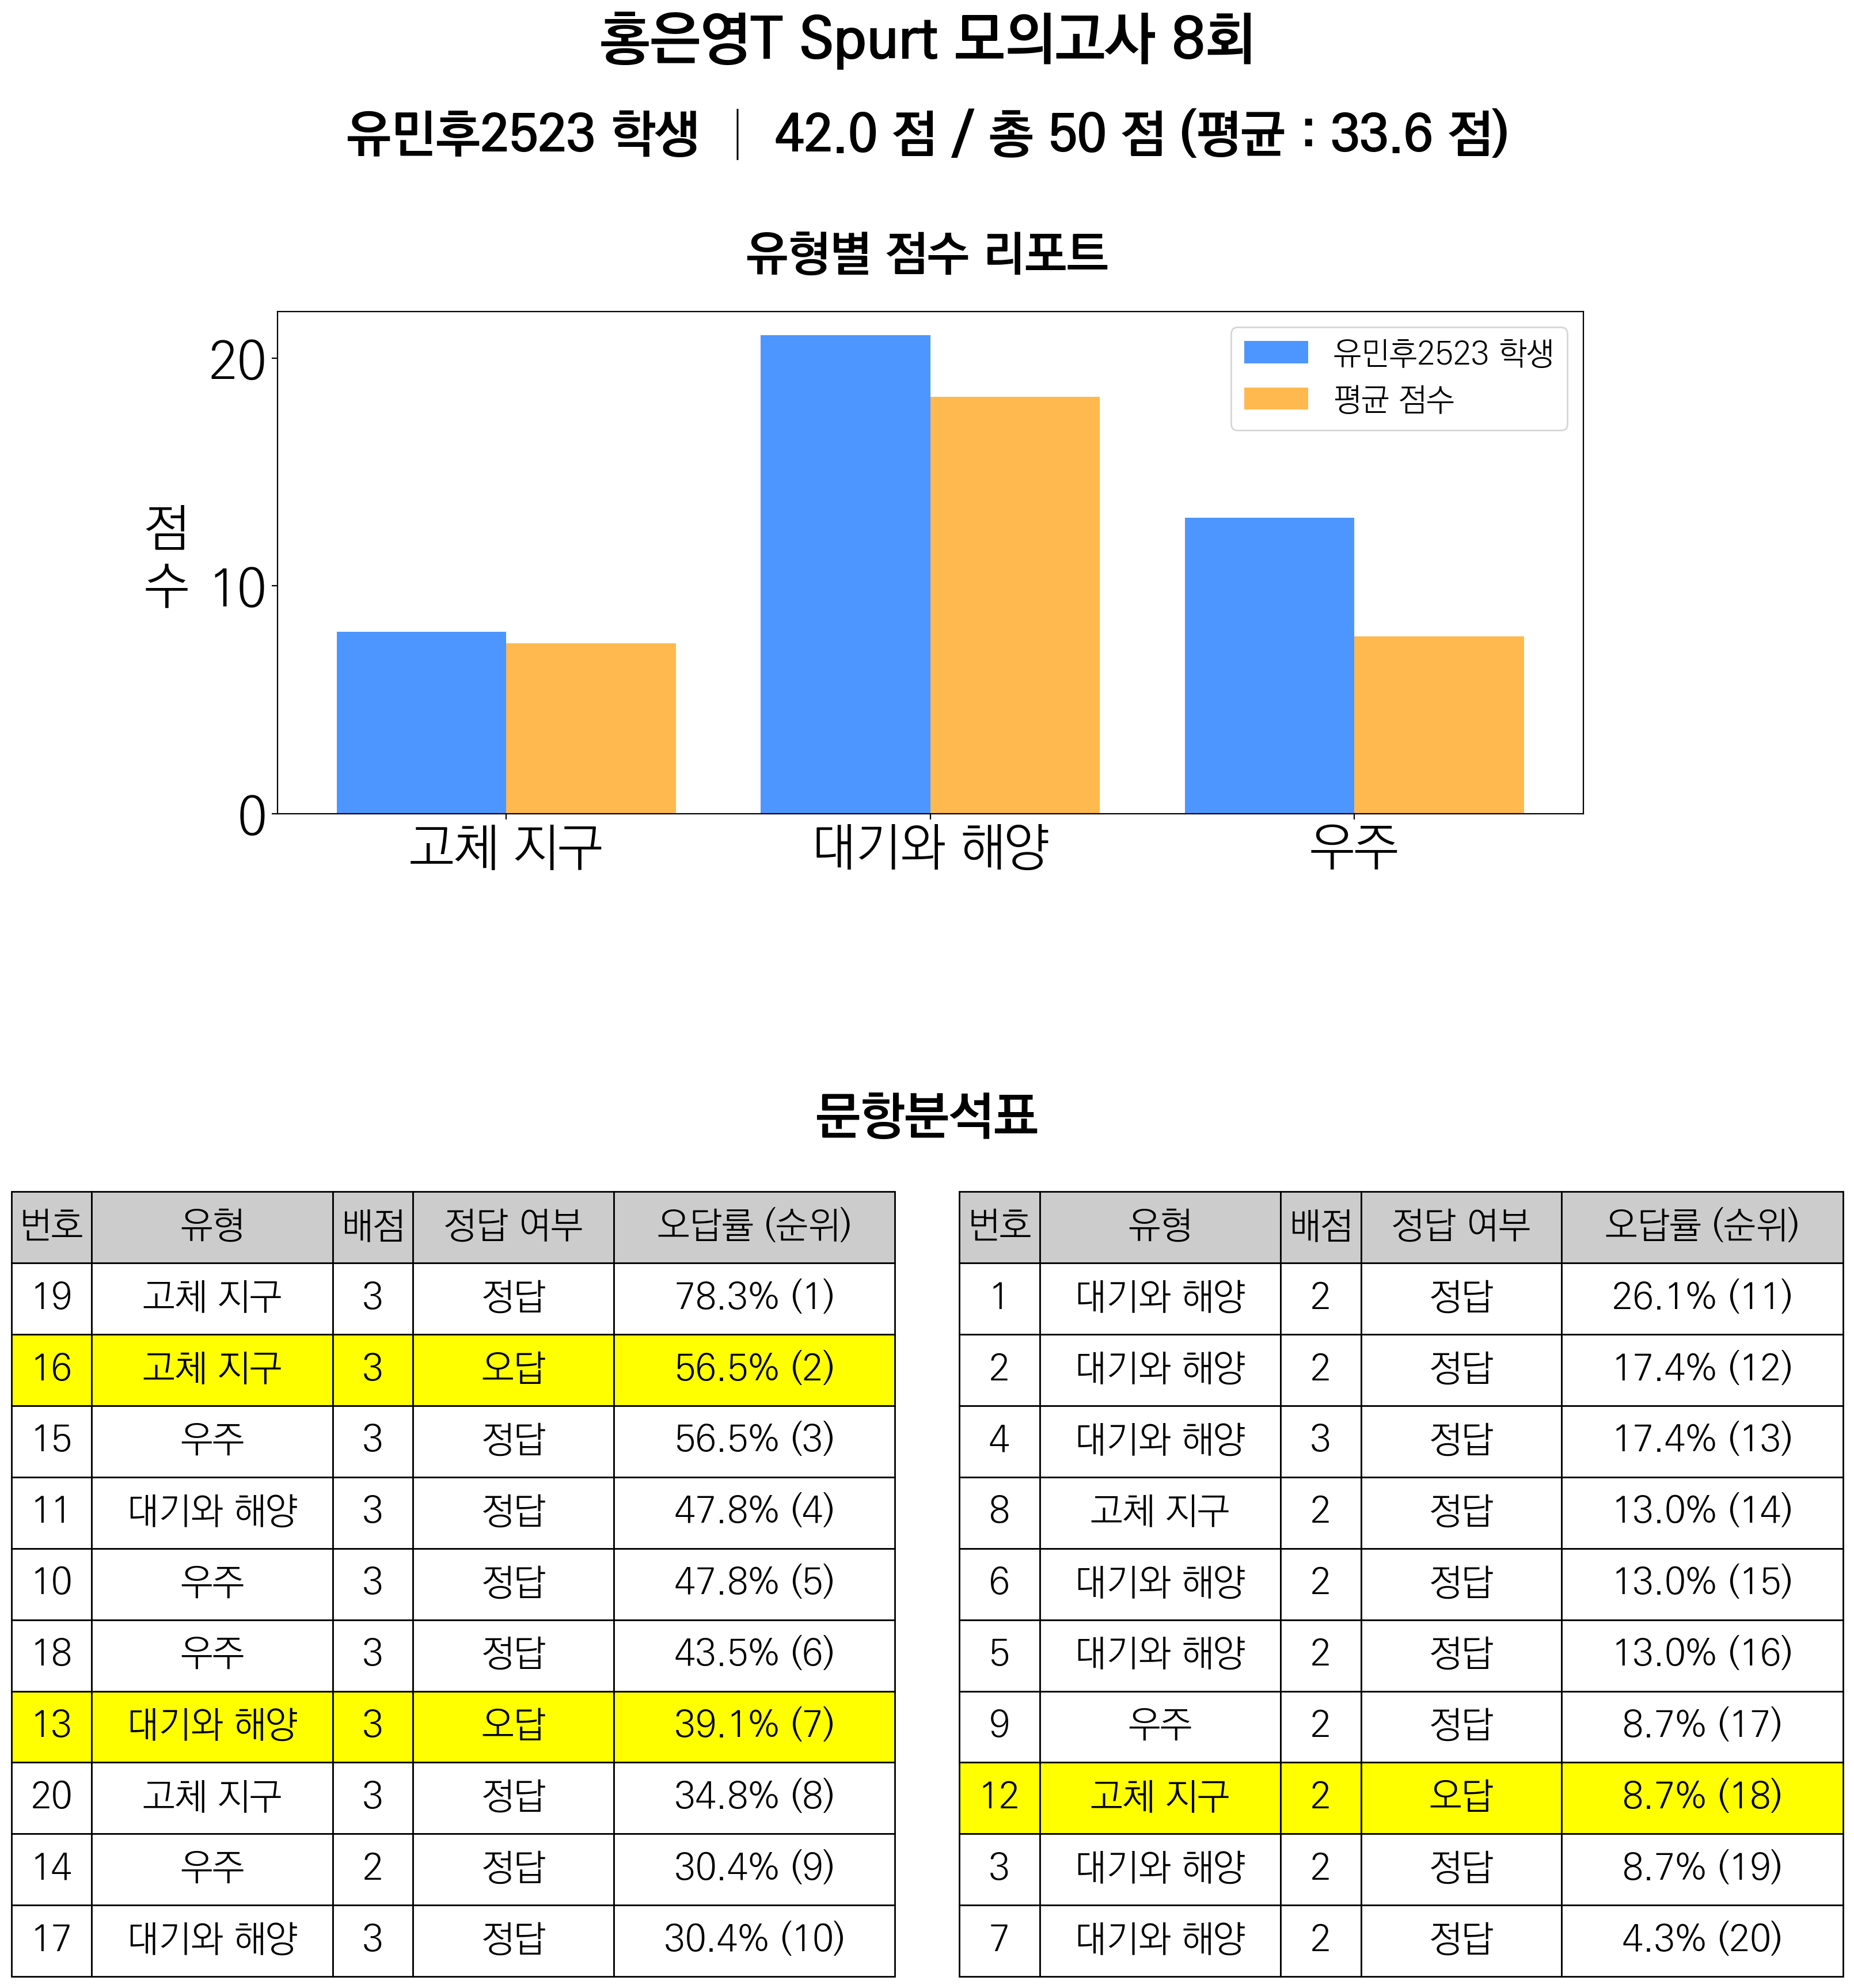 홍은영T Spurt 모의고사 8회
유민후2523 학생 | 42.0 점 / 총 50 점 (평균 : 33.6 점)
유형별 점수 리포트
유민후2523 학생
평균 점수
점수
20
10
0
고체 지구 대기와 해양 우주
문항분석표
번호 유형 배점 정답 여부 오답률 (순위)
19 고체 지구 3 정답 78.3% (1)
16 고체 지구 3 오답 56.5% (2)
15 우주 3 정답 56.5% (3)
11 대기와 해양 3 정답 47.8% (4)
10 우주 3 정답 47.8% (5)
18 우주 3 정답 43.5% (6)
13 대기와 해양 3 오답 39.1% (7)
20 고체 지구 3 정답 34.8% (8)
14 우주 2 정답 30.4% (9)
17 대기와 해양 3 정답 30.4% (10)
번호 유형 배점 정답 여부 오답률 (순위)
1 대기와 해양 2 정답 26.1% (11)
2 대기와 해양 2 정답 17.4% (12)
4 대기와 해양 3 정답 17.4% (13)
8 고체 지구 2 정답 13.0% (14)
6 대기와 해양 2 정답 13.0% (15)
5 대기와 해양 2 정답 13.0% (16)
9 우주 2 정답 8.7% (17)
12 고체 지구 2 오답 8.7% (18)
3 대기와 해양 2 정답 8.7% (19)
7 대기와 해양 2 정답 4.3% (20)